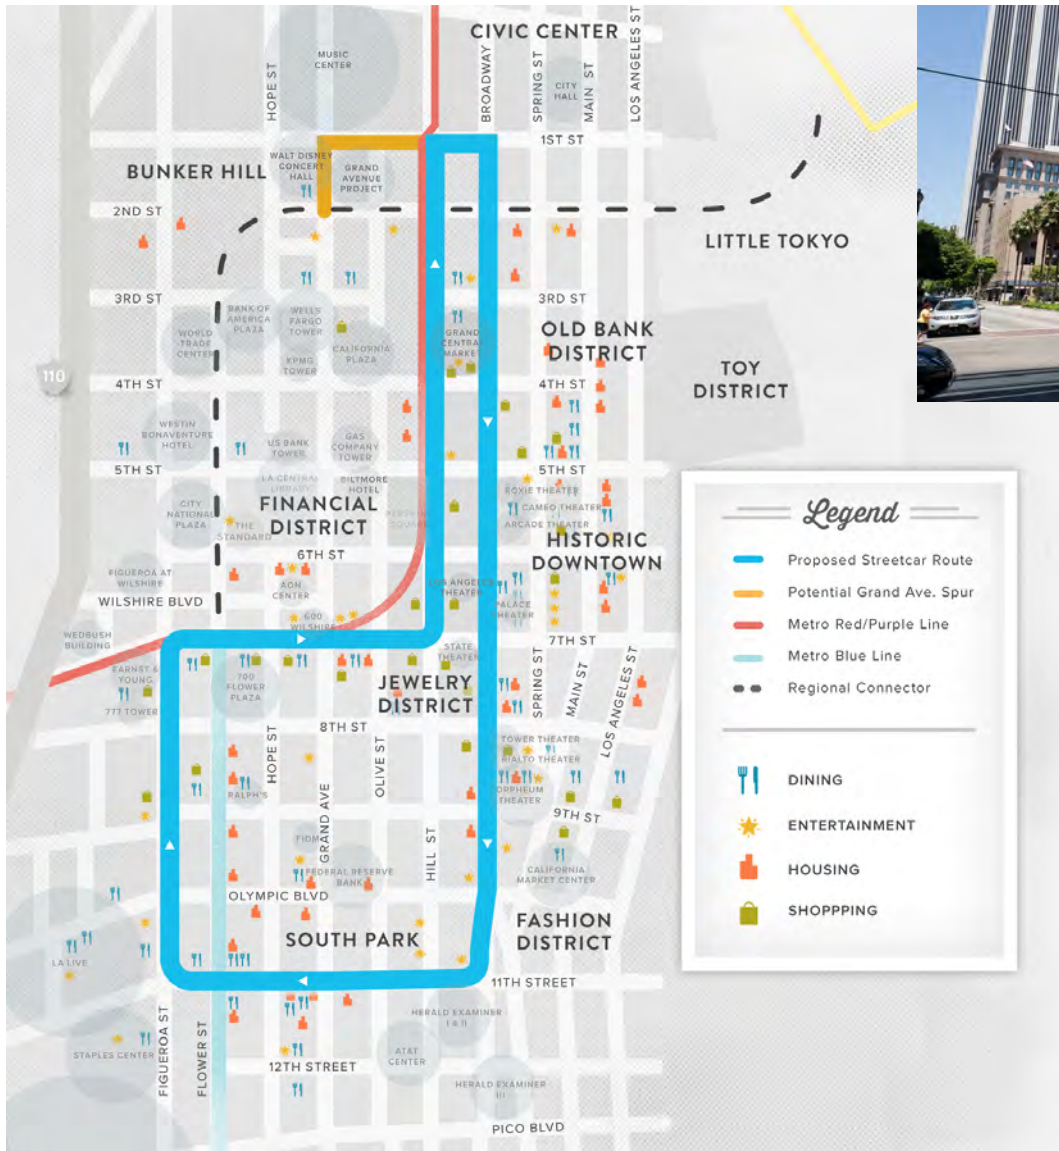 CIVIC CENTER
MUSIC
CENTER
HOPE ST
BROADWAY
SPRING ST
CITY
HALL
MAIN ST
LOS ANGELES ST
1ST ST
BUNKER HILL
WALT DISNEY
CONCERT
HALL
GRAND
AVENUE
PROJECT
2ND ST
LITTLE TOKYO
3RD ST
BANK OF
AMERICA
PLAZA
WELLS
FARGO
TOWER
WORLD
TRADE
CENTER
KPMG
TOWER
CALIFORNIA
PLAZA
GRAND
CENTRAL
MARKET
OLD BANK
DISTRICT
TOY
DISTRICT
110
4TH ST
WESTIN
BONAVENTURE
HOTEL
US BANK
TOWER
GAS
COMPANY
TOWER
5TH ST
5TH ST
LA CENTRAL
LIBRARY
BILTMORE
HOTEL
ROXIE THEATER
CAMEO THEATER
ARCADE THEATER
CITY
NATIONAL
PLAZA
FINANCIAL
DISTRICT
PERSHING
SQUARE
THE
STANDARD
HISTORIC
DOWNTOWN
6TH ST
FIGUEROA AT
WILSHIRE
AON
CENTER
LOS ANGELES
THEATER
WILSHIRE BLVD
PALACE
THEATER
600
WILSHIRE
7TH ST
WEDBUSH
BUILDING
STATE
THEATER
EARNST &
YOUNG
700
FLOWER
PLAZA
777 TOWER
JEWELRY
DISTRICT
SPRING ST
MAIN ST
LOS ANGELES ST
8TH ST
HOPE ST
OLIVE ST
TOWER THEATER
RIALTO THEATER
RALPH'S
ORPHEUM
THEATER
9TH ST
GRAND AVE
FIDM
HILL ST
FEDERAL RESERVE
BANK
CALIFORNIA
MARKET CENTER
OLYMPIC BLVD
SOUTH PARK
FASHION
DISTRICT
LA LIVE
11TH STREET
FIGUEROA ST
FLOWER ST
HERALD EXAMINER
I & II
STAPLES CENTER
AT&T
CENTER
12TH STREET
HERALD EXAMINER
III
PICO BLVD
Legend
Proposed Streetcar Route
Potential Grand Ave. Spur
Metro Red/Purple Line
Metro Blue Line
Regional Connector
DINING
ENTERTAINMENT
HOUSING
SHOPPPING